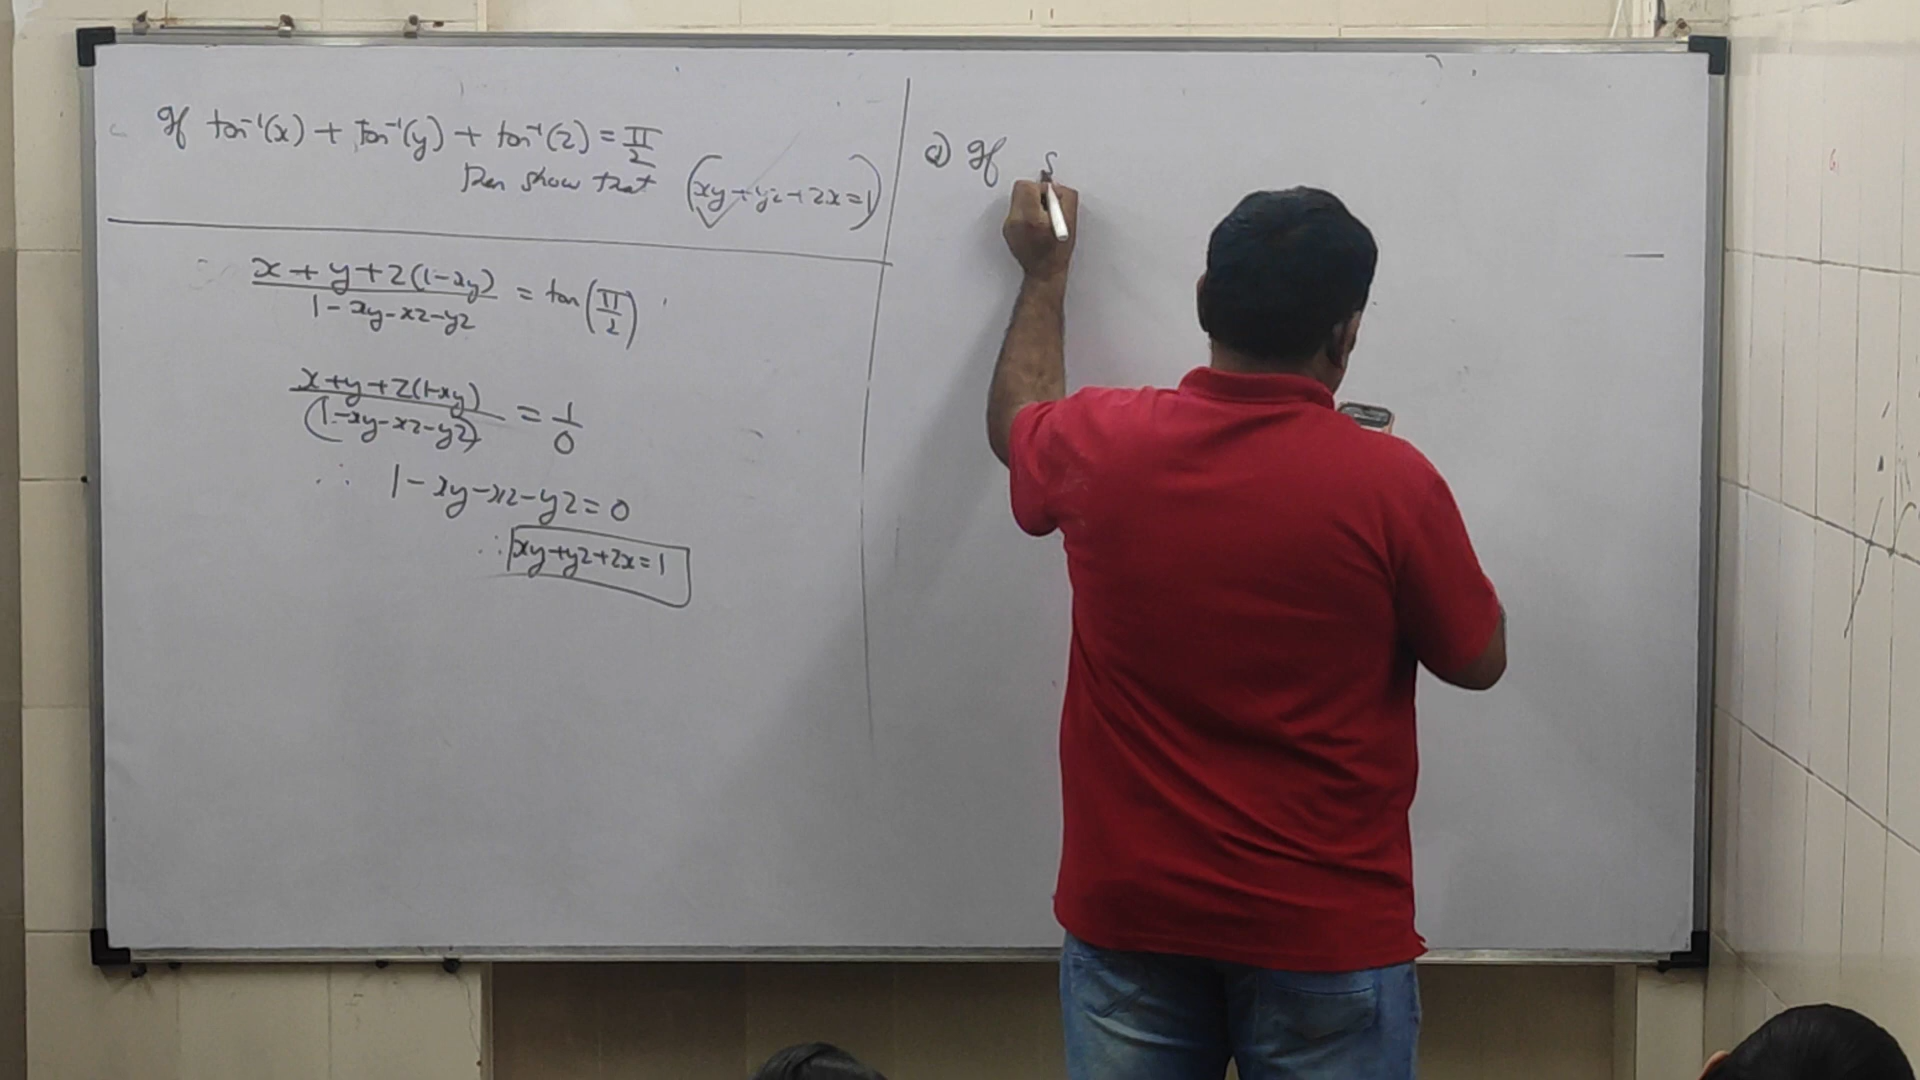 If tan⁻¹(x) + tan⁻¹(y) + tan⁻¹(z) = π/2
then show that (xy+yz+zx=1)
x+y+z(1-xy)/1-xy-xz-yz = tan(π/2)
x+y+z(1-xy)/(1-xy-xz-yz) = 1/0
∴ 1-xy-xz-yz=0
∴ xy+yz+zx=1
Q) If s